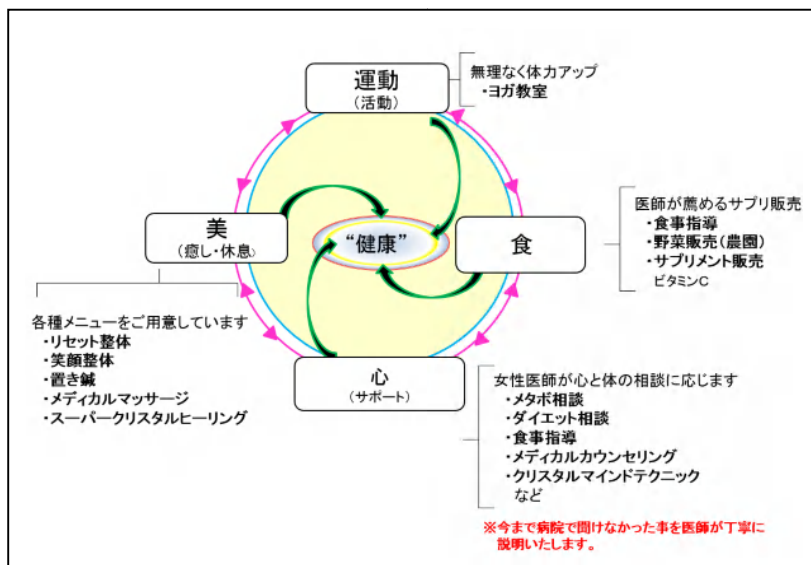 運動
(活動)
無理なく体力アップ
・ヨガ教室
美
(癒し・休息)
“健康”
食
医師が薦めるサプリ販売
・食事指導
・野菜販売(農園)
・サプリメント販売
ビタミンC
各種メニューをご用意しています
・リセット整体
・笑顔整体
・置き鍼
・メディカルマッサージ
・スーパークリスタルヒーリング
心
(サポート)
女性医師が心と体の相談に応じます
・メタボ相談
・ダイエット相談
・食事指導
・メディカルカウンセリング
・クリスタルマインドテクニック
など
※今まで病院で聞けなかった事を医師が丁寧に
説明いたします。